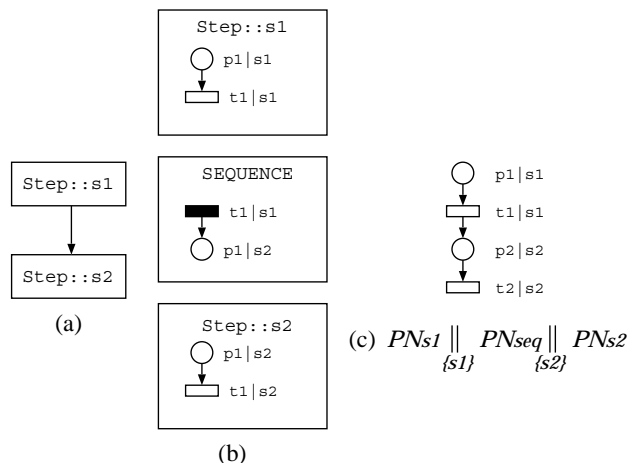 Step::s1
Step::s2
(a)
Step::s1
p1|s1
t1|s1
SEQUENCE
t1|s1
p1|s2
Step::s2
p1|s2
t1|s2
(b)
p1|s1
t1|s1
p2|s2
t2|s2
(c) PNs1 || PNseq || PNs2
{s1} {s2}